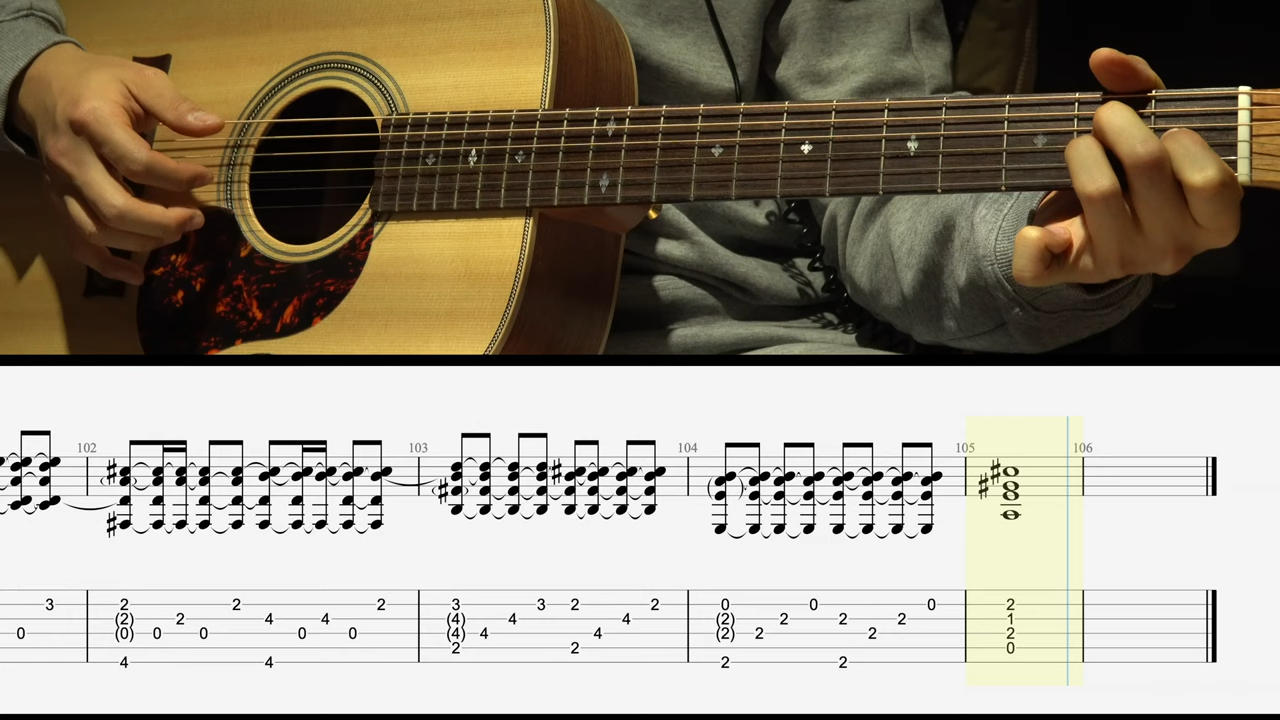 102 103 104 105 106
3 2 2 2 3 3 2 2 0 0 0 2
(2) 2 4 4 (4) 4 4 (2) 2 2 2 1
0 (0) 0 0 0 0 (4) 4 4 (2) 2 2 2
2 2 0
4 4 2 2